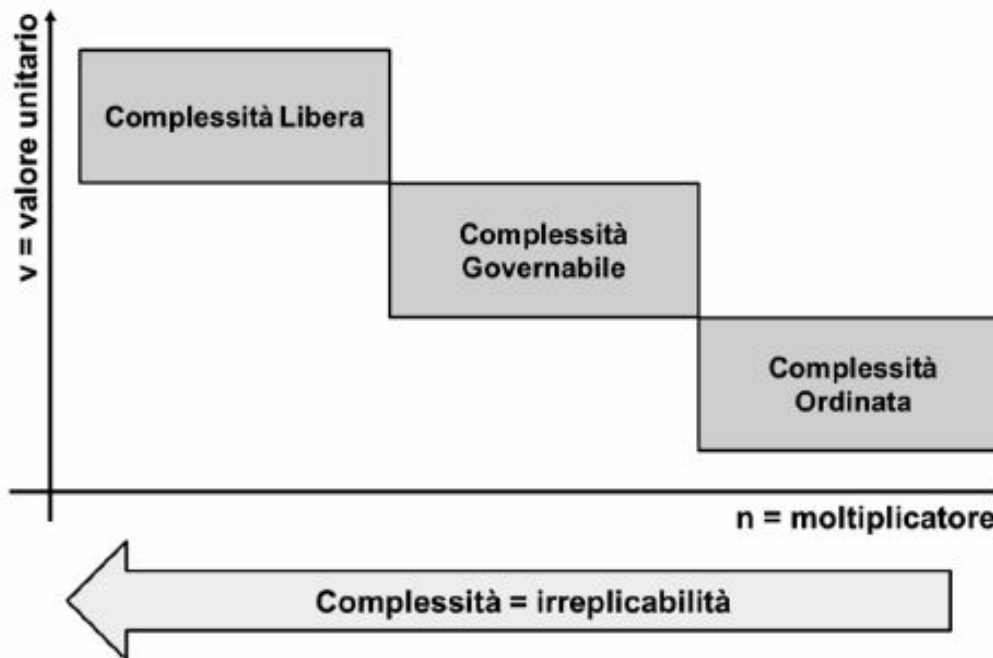 v = valore unitario
Complessità Libera
Complessità
Governabile
Complessità
Ordinata
n = moltiplicatore
Complessità = irreplicabilità